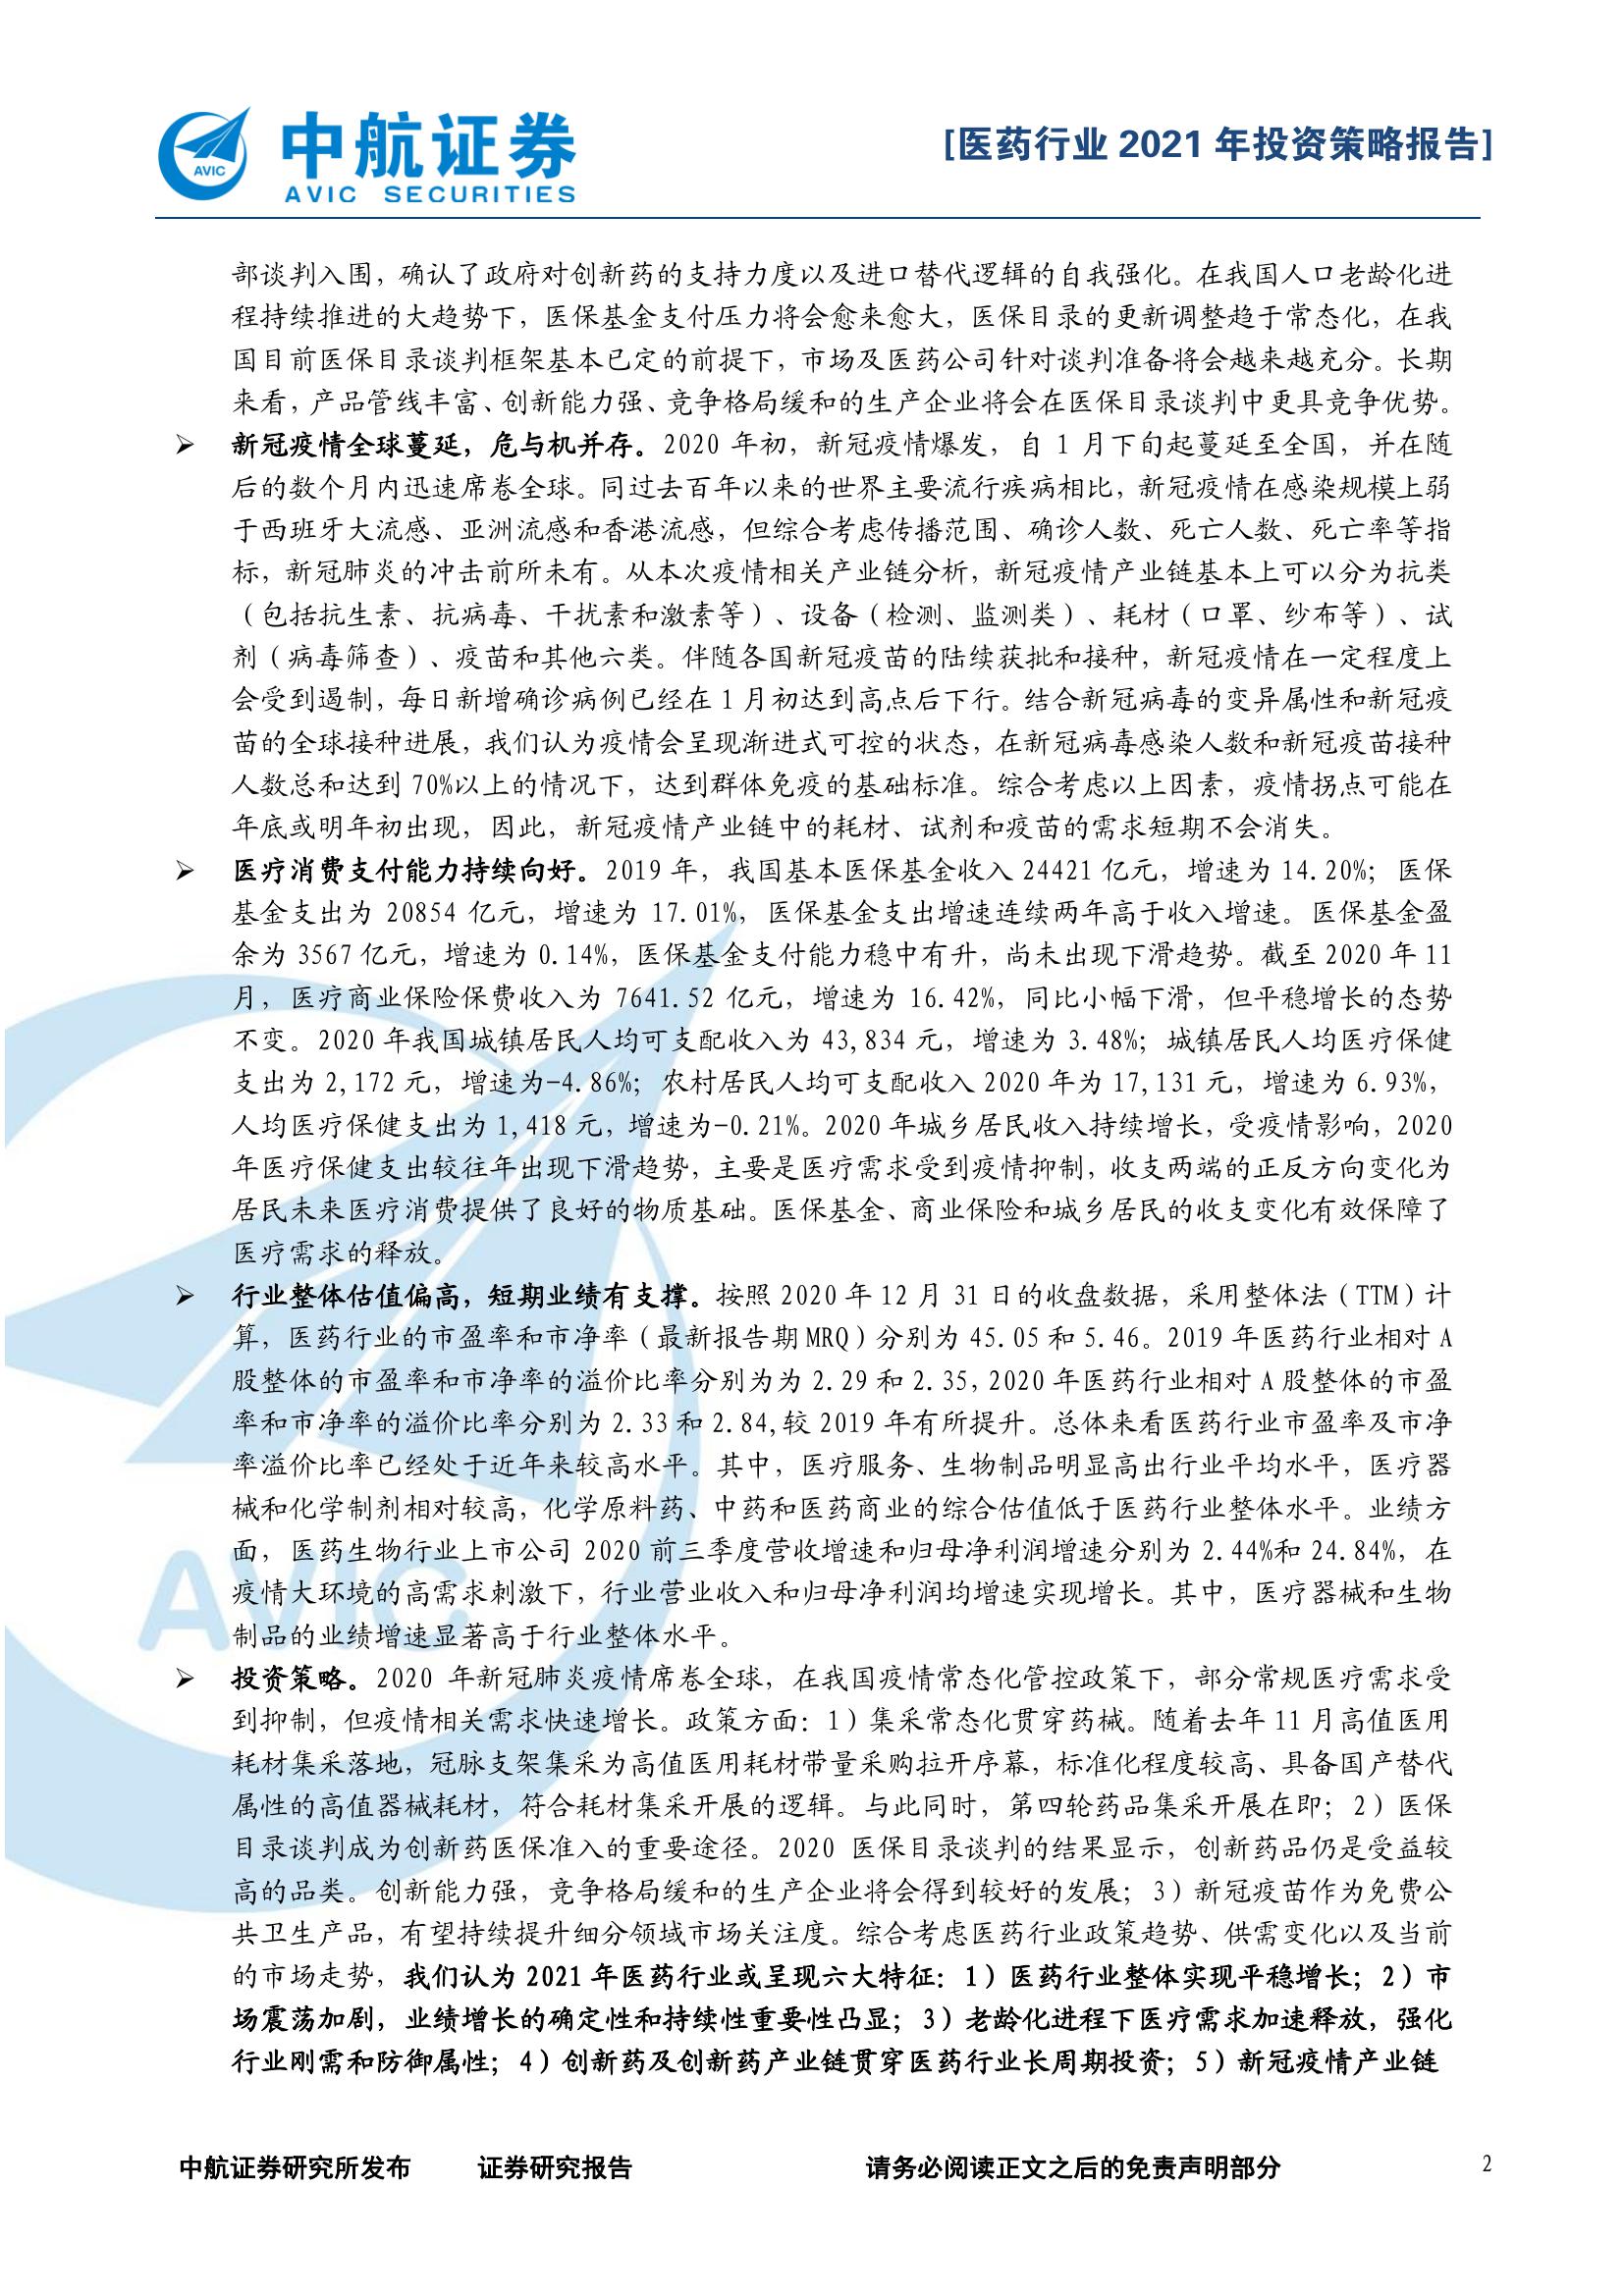 中航证券
AVIC SECURITIES
AVIC
[医药行业 2021 年投资策略报告]
部谈判入围，确认了政府对创新药的支持力度以及进口替代逻辑的自我强化。在我国人口老龄化进
程持续推进的大趋势下，医保基金支付压力将会愈来愈大，医保目录的更新调整趋于常态化，在我
国目前医保目录谈判框架基本已定的前提下，市场及医药公司针对谈判准备将会越来越充分。长期
来看，产品管线丰富、创新能力强、竞争格局缓和的生产企业将会在医保目录谈判中更具竞争优势。
➢ 新冠疫情全球蔓延，危与机并存。2020 年初，新冠疫情爆发，自 1 月下旬起蔓延至全国，并在随
后的数个月内迅速席卷全球。同过去百年以来的世界主要流行疾病相比，新冠疫情在感染规模上弱
于西班牙大流感、亚洲流感和香港流感，但综合考虑传播范围、确诊人数、死亡人数、死亡率等指
标，新冠肺炎的冲击前所未有。从本次疫情相关产业链分析，新冠疫情产业链基本上可以分为抗类
（包括抗生素、抗病毒、干扰素和激素等）、设备（检测、监测类）、耗材（口罩、纱布等）、试
剂（病毒筛查）、疫苗和其他六类。伴随各国新冠疫苗的陆续获批和接种，新冠疫情在一定程度上
会受到遏制，每日新增确诊病例已经在 1 月初达到高点后下行。结合新冠病毒的变异属性和新冠疫
苗的全球接种进展，我们认为疫情会呈现渐进式可控的状态，在新冠病毒感染人数和新冠疫苗接种
人数总和达到 70%以上的情况下，达到群体免疫的基础标准。综合考虑以上因素，疫情拐点可能在
年底或明年初出现，因此，新冠疫情产业链中的耗材、试剂和疫苗的需求短期不会消失。
➢ 医疗消费支付能力持续向好。2019 年，我国基本医保基金收入 24421 亿元，增速为 14.20%；医保
基金支出为 20854 亿元，增速为 17.01%，医保基金支出增速连续两年高于收入增速。医保基金盈
余为 3567 亿元，增速为 0.14%，医保基金支付能力稳中有升，尚未出现下滑趋势。截至 2020 年 11
月，医疗商业保险保费收入为 7641.52 亿元，增速为 16.42%，同比小幅下滑，但平稳增长的态势
不变。2020 年我国城镇居民人均可支配收入为 43,834 元，增速为 3.48%；城镇居民人均医疗保健
支出为 2,172 元，增速为-4.86%；农村居民人均可支配收入 2020 年为 17,131 元，增速为 6.93%，
人均医疗保健支出为 1,418 元，增速为-0.21%。2020 年城乡居民收入持续增长，受疫情影响，2020
年医疗保健支出较往年出现下滑趋势，主要是医疗需求受到疫情抑制，收支两端的正反方向变化为
居民未来医疗消费提供了良好的物质基础。医保基金、商业保险和城乡居民的收支变化有效保障了
医疗需求的释放。
➢ 行业整体估值偏高，短期业绩有支撑。按照 2020 年 12 月 31 日的收盘数据，采用整体法（TTM）计
算，医药行业的市盈率和市净率（最新报告期 MRQ）分别为 45.05 和 5.46。2019 年医药行业相对 A
股整体的市盈率和市净率的溢价比率分别为为 2.29 和 2.35,2020 年医药行业相对 A 股整体的市盈
率和市净率的溢价比率分别为 2.33 和 2.84,较 2019 年有所提升。总体来看医药行业市盈率及市净
率溢价比率已经处于近年来较高水平。其中，医疗服务、生物制品明显高出行业平均水平，医疗器
械和化学制剂相对较高，化学原料药、中药和医药商业的综合估值低于医药行业整体水平。业绩方
面，医药生物行业上市公司 2020 前三季度营收增速和归母净利润增速分别为 2.44%和 24.84%，在
疫情大环境的高需求刺激下，行业营业收入和归母净利润均增速实现增长。其中，医疗器械和生物
制品的业绩增速显著高于行业整体水平。
➢ 投资策略。2020 年新冠肺炎疫情席卷全球，在我国疫情常态化管控政策下，部分常规医疗需求受
到抑制，但疫情相关需求快速增长。政策方面：1）集采常态化贯穿药械。随着去年 11 月高值医用
耗材集采落地，冠脉支架集采为高值医用耗材带量采购拉开序幕，标准化程度较高、具备国产替代
属性的高值器械耗材，符合耗材集采开展的逻辑。与此同时，第四轮药品集采开展在即；2）医保
目录谈判成为创新药医保准入的重要途径。2020 医保目录谈判的结果显示，创新药品仍是受益较
高的品类。创新能力强，竞争格局缓和的生产企业将会得到较好的发展；3）新冠疫苗作为免费公
共卫生产品，有望持续提升细分领域市场关注度。综合考虑医药行业政策趋势、供需变化以及当前
的市场走势，我们认为 2021 年医药行业或呈现六大特征：1）医药行业整体实现平稳增长；2）市
场震荡加剧，业绩增长的确定性和持续性重要性凸显；3）老龄化进程下医疗需求加速释放，强化
行业刚需和防御属性；4）创新药及创新药产业链贯穿医药行业长周期投资；5）新冠疫情产业链
AVIC
中航证券研究所发布 证券研究报告 请务必阅读正文之后的免责声明部分 2